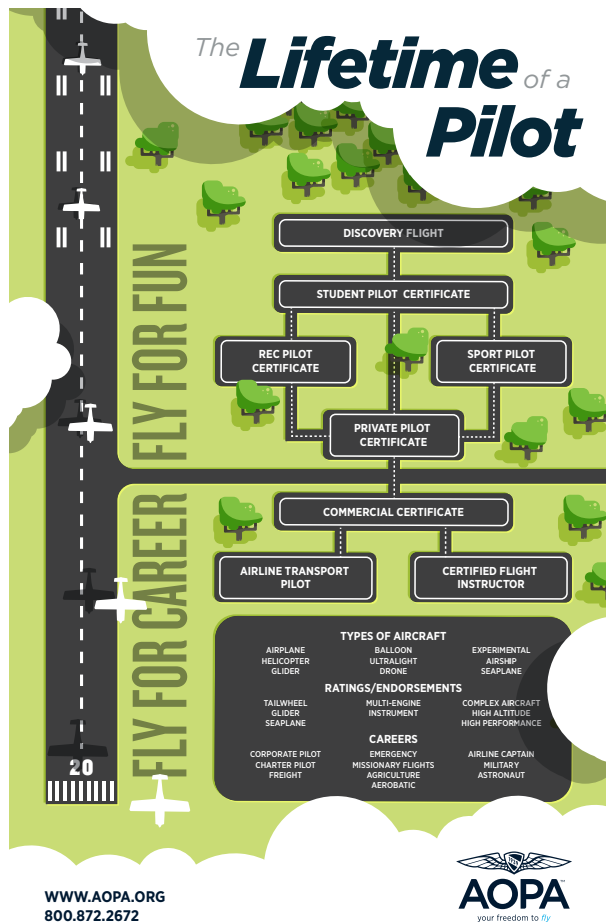 The Lifetime of a
Pilot
DISCOVERY FLIGHT
STUDENT PILOT CERTIFICATE
REC PILOT
CERTIFICATE
SPORT PILOT
CERTIFICATE
PRIVATE PILOT
CERTIFICATE
FLY FOR FUN
COMMERCIAL CERTIFICATE
AIRLINE TRANSPORT
PILOT
CERTIFIED FLIGHT
INSTRUCTOR
FLY FOR CAREER
TYPES OF AIRCRAFT
AIRPLANE BALLOON EXPERIMENTAL
HELICOPTER ULTRALIGHT AIRSHIP
GLIDER DRONE SEAPLANE
RATINGS/ENDORSEMENTS
TAILWHEEL MULTI-ENGINE COMPLEX AIRCRAFT
GLIDER INSTRUMENT HIGH ALTITUDE
SEAPLANE HIGH PERFORMANCE
CAREERS
CORPORATE PILOT EMERGENCY AIRLINE CAPTAIN
CHARTER PILOT MISSIONARY FLIGHTS MILITARY
FREIGHT AGRICULTURE ASTRONAUT
AEROBATIC
20
WWW.AOPA.ORG
800.872.2672
AOPA
your freedom to fly